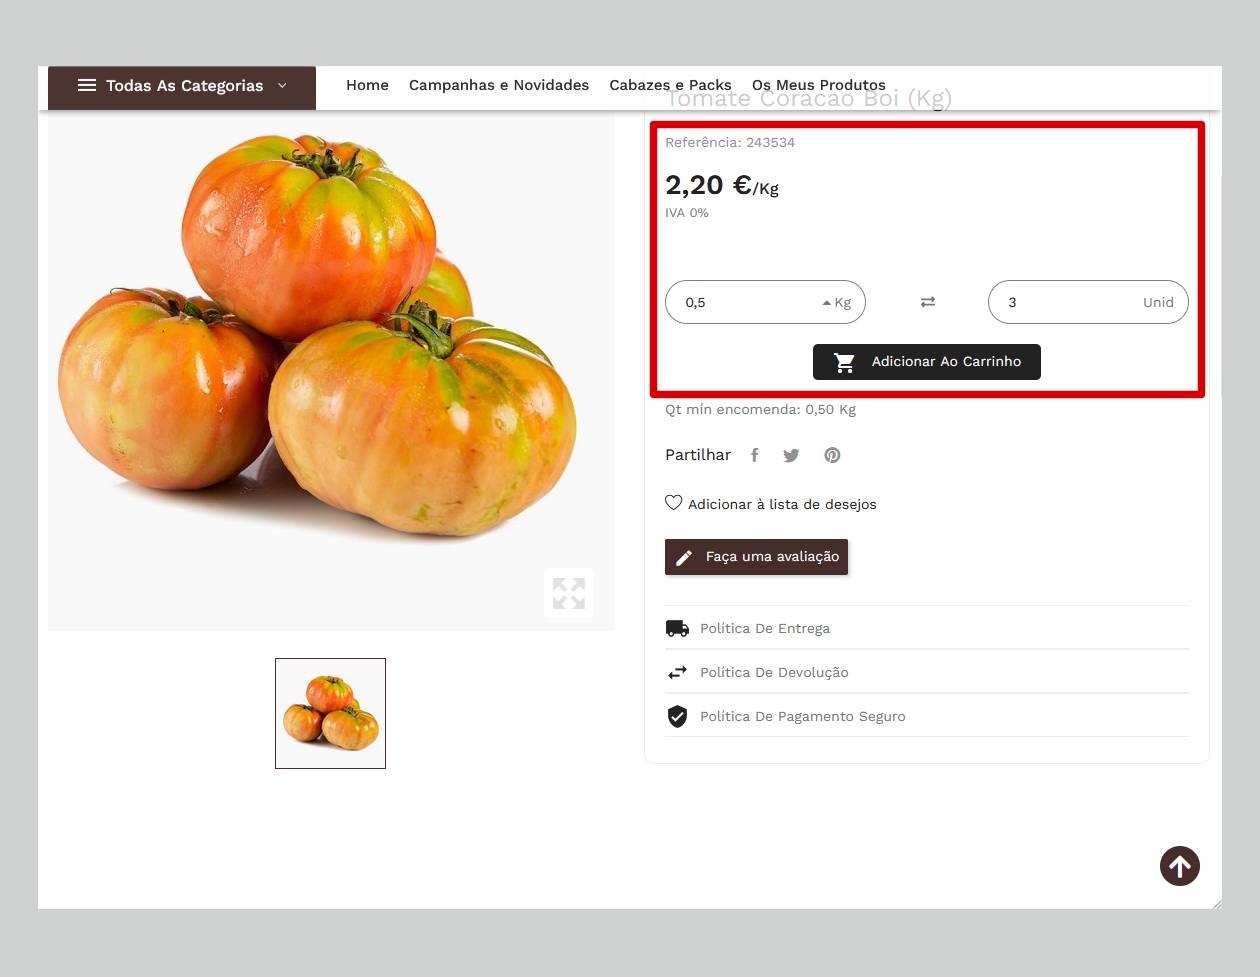 Todas As Categorias
Home Campanhas e Novidades Cabazes e Packs Os Meus Produtos
Tomate Coracao Boi (Kg)
Referência: 243534
2,20 €/Kg
IVA 0%
0,5 Kg 3 Unid
Adicionar Ao Carrinho
Qt mín encomenda: 0,50 Kg
Partilhar
Adicionar à lista de desejos
Faça uma avaliação
Política De Entrega
Política De Devolução
Política De Pagamento Seguro